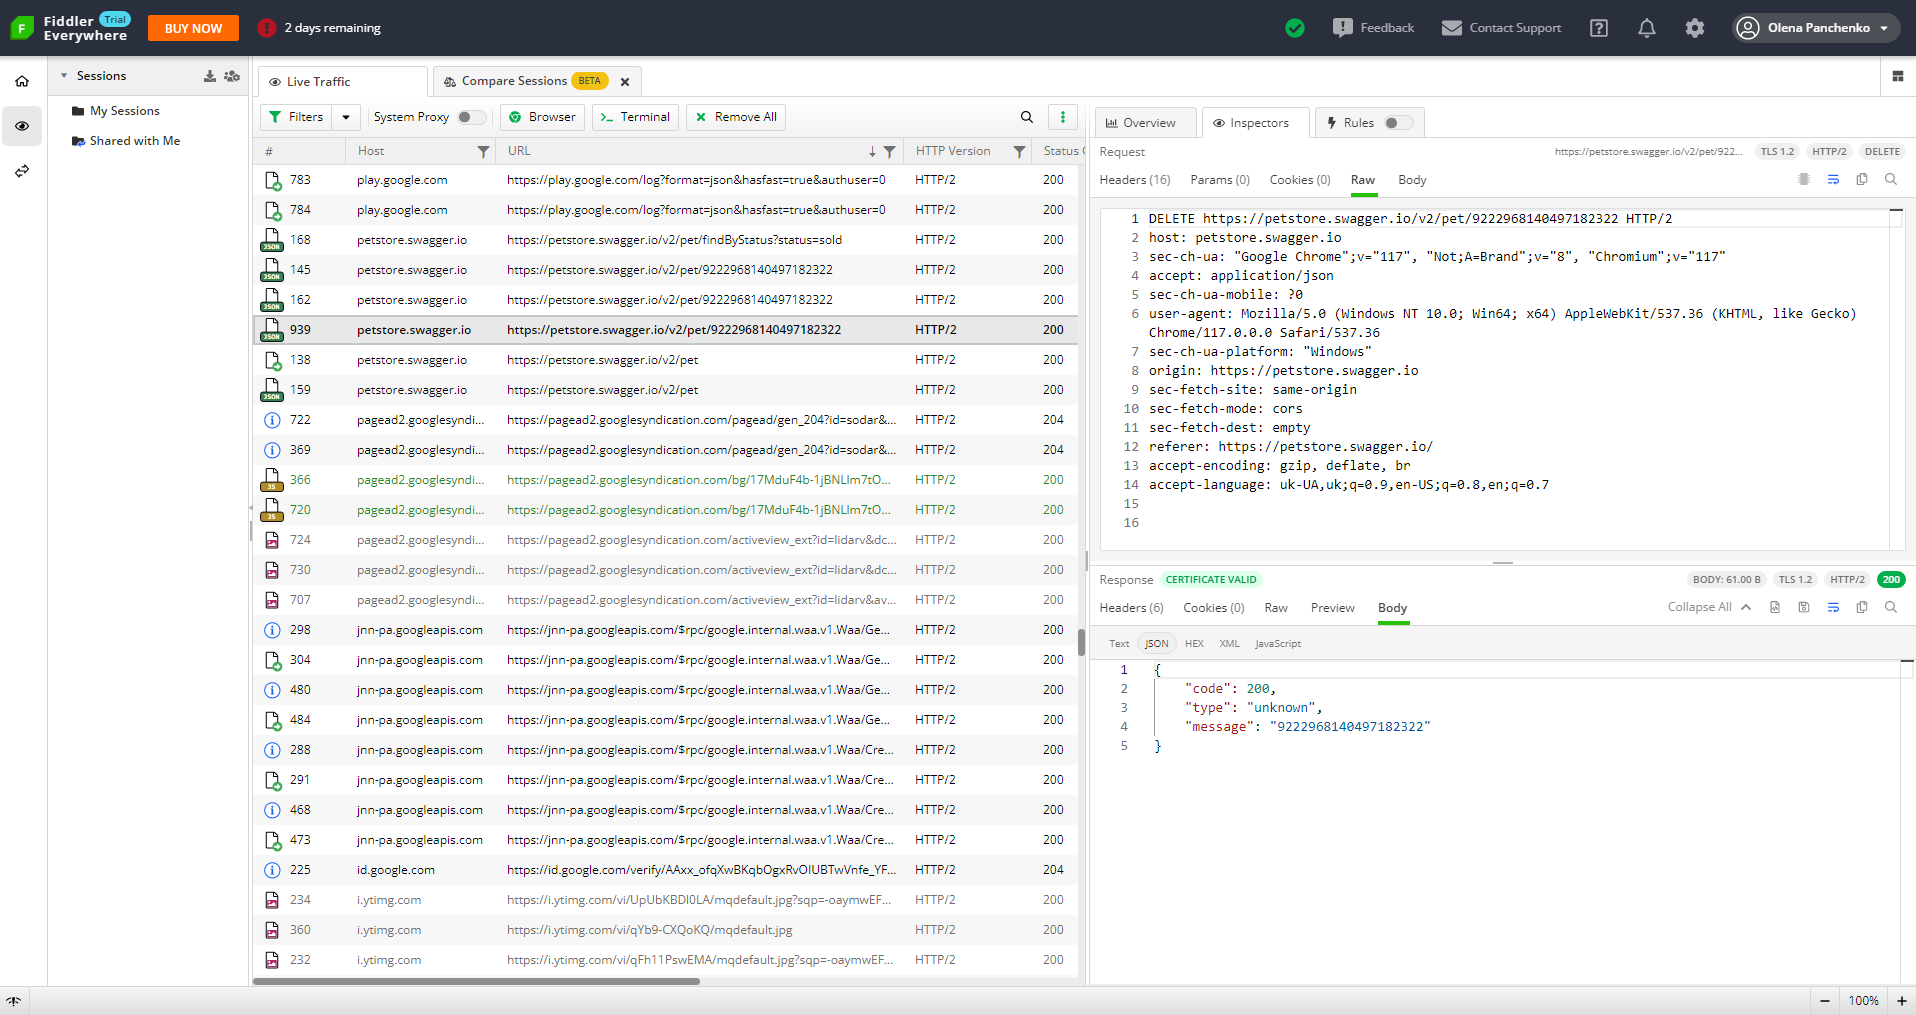 Fiddler Trial
Everywhere
BUY NOW
2 days remaining
Feedback
Contact Support
Olena Panchenko
Sessions
My Sessions
Shared with Me
Live Traffic
Compare Sessions BETA
Filters
System Proxy
Browser
Terminal
Remove All
# Host URL HTTP Version Status C
783 play.google.com https://play.google.com/log?format=json&hasfast=true&authuser=0 HTTP/2 200
784 play.google.com https://play.google.com/log?format=json&hasfast=true&authuser=0 HTTP/2 200
JSON 168 petstore.swagger.io https://petstore.swagger.io/v2/pet/findByStatus?status=sold HTTP/2 200
JSON 145 petstore.swagger.io https://petstore.swagger.io/v2/pet/9222968140497182322 HTTP/2 200
JSON 162 petstore.swagger.io https://petstore.swagger.io/v2/pet/9222968140497182322 HTTP/2 200
JSON 939 petstore.swagger.io https://petstore.swagger.io/v2/pet/9222968140497182322 HTTP/2 200
138 petstore.swagger.io https://petstore.swagger.io/v2/pet HTTP/2 200
JSON 159 petstore.swagger.io https://petstore.swagger.io/v2/pet HTTP/2 200
722 pagead2.googlesyndi... https://pagead2.googlesyndication.com/pagead/gen_204?id=sodar&... HTTP/2 204
369 pagead2.googlesyndi... https://pagead2.googlesyndication.com/pagead/gen_204?id=sodar&... HTTP/2 204
JS 366 pagead2.googlesyndi... https://pagead2.googlesyndication.com/bg/17MduF4b-1jBNLlm7tO... HTTP/2 200
JS 720 pagead2.googlesyndi... https://pagead2.googlesyndication.com/bg/17MduF4b-1jBNLlm7tO... HTTP/2 200
724 pagead2.googlesyndi... https://pagead2.googlesyndication.com/activeview_ext?id=lidarv&dc... HTTP/2 200
730 pagead2.googlesyndi... https://pagead2.googlesyndication.com/activeview_ext?id=lidarv&dc... HTTP/2 200
707 pagead2.googlesyndi... https://pagead2.googlesyndication.com/activeview_ext?id=lidarv&av... HTTP/2 200
298 jnn-pa.googleapis.com https://jnn-pa.googleapis.com/$rpc/google.internal.waa.v1.Waa/Ge... HTTP/2 200
304 jnn-pa.googleapis.com https://jnn-pa.googleapis.com/$rpc/google.internal.waa.v1.Waa/Ge... HTTP/2 200
480 jnn-pa.googleapis.com https://jnn-pa.googleapis.com/$rpc/google.internal.waa.v1.Waa/Ge... HTTP/2 200
484 jnn-pa.googleapis.com https://jnn-pa.googleapis.com/$rpc/google.internal.waa.v1.Waa/Ge... HTTP/2 200
288 jnn-pa.googleapis.com https://jnn-pa.googleapis.com/$rpc/google.internal.waa.v1.Waa/Cre... HTTP/2 200
291 jnn-pa.googleapis.com https://jnn-pa.googleapis.com/$rpc/google.internal.waa.v1.Waa/Cre... HTTP/2 200
468 jnn-pa.googleapis.com https://jnn-pa.googleapis.com/$rpc/google.internal.waa.v1.Waa/Cre... HTTP/2 200
473 jnn-pa.googleapis.com https://jnn-pa.googleapis.com/$rpc/google.internal.waa.v1.Waa/Cre... HTTP/2 200
225 id.google.com https://id.google.com/verify/AAxx_ofqXwBKqbOgxRvOIUBTwVnfe_YF... HTTP/2 204
234 i.ytimg.com https://i.ytimg.com/vi/UpUbKBDI0LA/mqdefault.jpg?sqp=-oaymwEF... HTTP/2 200
360 i.ytimg.com https://i.ytimg.com/vi/qYb9-CXQoKQ/mqdefault.jpg HTTP/2 200
232 i.ytimg.com https://i.ytimg.com/vi/qFh11PswEMA/mqdefault.jpg?sqp=-oaymwEF... HTTP/2 200
Overview
Inspectors
Rules
Request https://petstore.swagger.io/v2/pet/922... TLS 1.2 HTTP/2 DELETE
Headers (16) Params (0) Cookies (0) Raw Body
1 DELETE https://petstore.swagger.io/v2/pet/9222968140497182322 HTTP/2
2 host: petstore.swagger.io
3 sec-ch-ua: "Google Chrome";v="117", "Not;A=Brand";v="8", "Chromium";v="117"
4 accept: application/json
5 sec-ch-ua-mobile: ?0
6 user-agent: Mozilla/5.0 (Windows NT 10.0; Win64; x64) AppleWebKit/537.36 (KHTML, like Gecko)
Chrome/117.0.0.0 Safari/537.36
7 sec-ch-ua-platform: "Windows"
8 origin: https://petstore.swagger.io
9 sec-fetch-site: same-origin
10 sec-fetch-mode: cors
11 sec-fetch-dest: empty
12 referer: https://petstore.swagger.io/
13 accept-encoding: gzip, deflate, br
14 accept-language: uk-UA,uk;q=0.9,en-US;q=0.8,en;q=0.7
15
16
Response CERTIFICATE VALID BODY: 61.00 B TLS 1.2 HTTP/2 200
Headers (6) Cookies (0) Raw Preview Body Collapse All
Text JSON HEX XML JavaScript
1 {
2 "code": 200,
3 "type": "unknown",
4 "message": "9222968140497182322"
5 }
100%